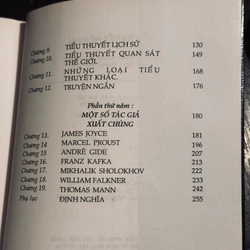 Chương 9. TIỂU THUYẾT LỊCH SỬ 130
Chương 10. TIỂU THUYẾT QUAN SÁT 149
THẾ GIỚI.
Chương 11. NHỮNG LOẠI TIỂU 168
THUYẾT KHÁC.
Chương 12. TRUYỆN NGẮN 176
Phần thứ năm :
MỘT SỐ TÁC GIẢ 180
XUẤT CHÚNG
Chương 13. JAMES JOYCE 181
Chương 14 MARCEL PROUST 196
Chương 15. ANDRÉ GIDE 207
Chương 16. FRANZ KAFKA 213
Chương 17. MIKHALIK SHOLOKHOV 222
Chương 18. WILLIAM FALKNER 233
Chương 19. THOMAS MANN 242
Phụ lục ĐỊNH NGHĨA 255